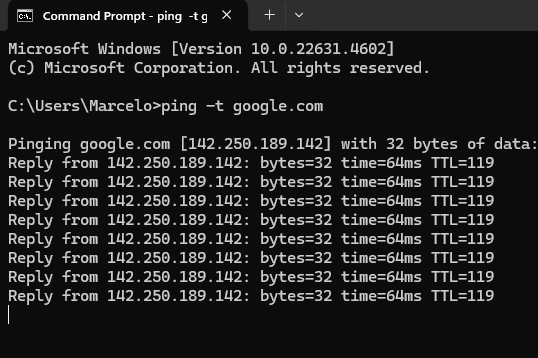 Command Prompt - ping -t g
Microsoft Windows [Version 10.0.22631.4602]
(c) Microsoft Corporation. All rights reserved.
C:\Users\Marcelo>ping -t google.com
Pinging google.com [142.250.189.142] with 32 bytes of data:
Reply from 142.250.189.142: bytes=32 time=64ms TTL=119
Reply from 142.250.189.142: bytes=32 time=64ms TTL=119
Reply from 142.250.189.142: bytes=32 time=64ms TTL=119
Reply from 142.250.189.142: bytes=32 time=64ms TTL=119
Reply from 142.250.189.142: bytes=32 time=64ms TTL=119
Reply from 142.250.189.142: bytes=32 time=64ms TTL=119
Reply from 142.250.189.142: bytes=32 time=64ms TTL=119
Reply from 142.250.189.142: bytes=32 time=64ms TTL=119